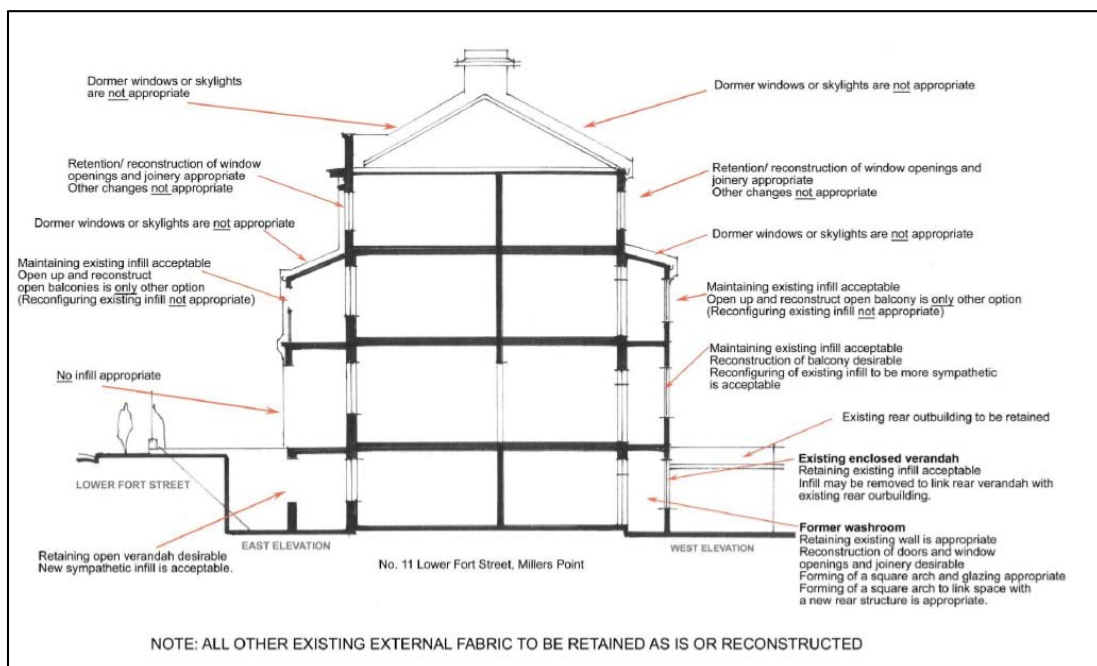 Dormer windows or skylights
are not appropriate
Dormer windows or skylights are not appropriate
Retention/ reconstruction of window
openings and joinery appropriate
Other changes not appropriate
Retention/ reconstruction of window openings and
joinery appropriate
Other changes not appropriate
Dormer windows or skylights are not appropriate
Dormer windows or skylights are not appropriate
Maintaining existing infill acceptable
Open up and reconstruct
open balconies is only other option
(Reconfiguring existing infill not appropriate)
Maintaining existing infill acceptable
Open up and reconstruct open balcony is only other option
(Reconfiguring existing infill not appropriate)
Maintaining existing infill acceptable
Reconstruction of balcony desirable
Reconfiguring of existing infill to be more sympathetic
is acceptable
No infill appropriate
Existing rear outbuilding to be retained
Existing enclosed verandah
Retaining existing infill acceptable
Infill may be removed to link rear verandah with
existing rear ourbuilding.
LOWER FORT STREET
Former washroom
Retaining existing wall is appropriate
Reconstruction of doors and window
openings and joinery desirable
Forming of a square arch and glazing appropriate
Forming of a square arch to link space with
a new rear structure is appropriate.
EAST ELEVATION
WEST ELEVATION
Retaining open verandah desirable
New sympathetic infill is acceptable.
No. 11 Lower Fort Street, Millers Point
NOTE: ALL OTHER EXISTING EXTERNAL FABRIC TO BE RETAINED AS IS OR RECONSTRUCTED